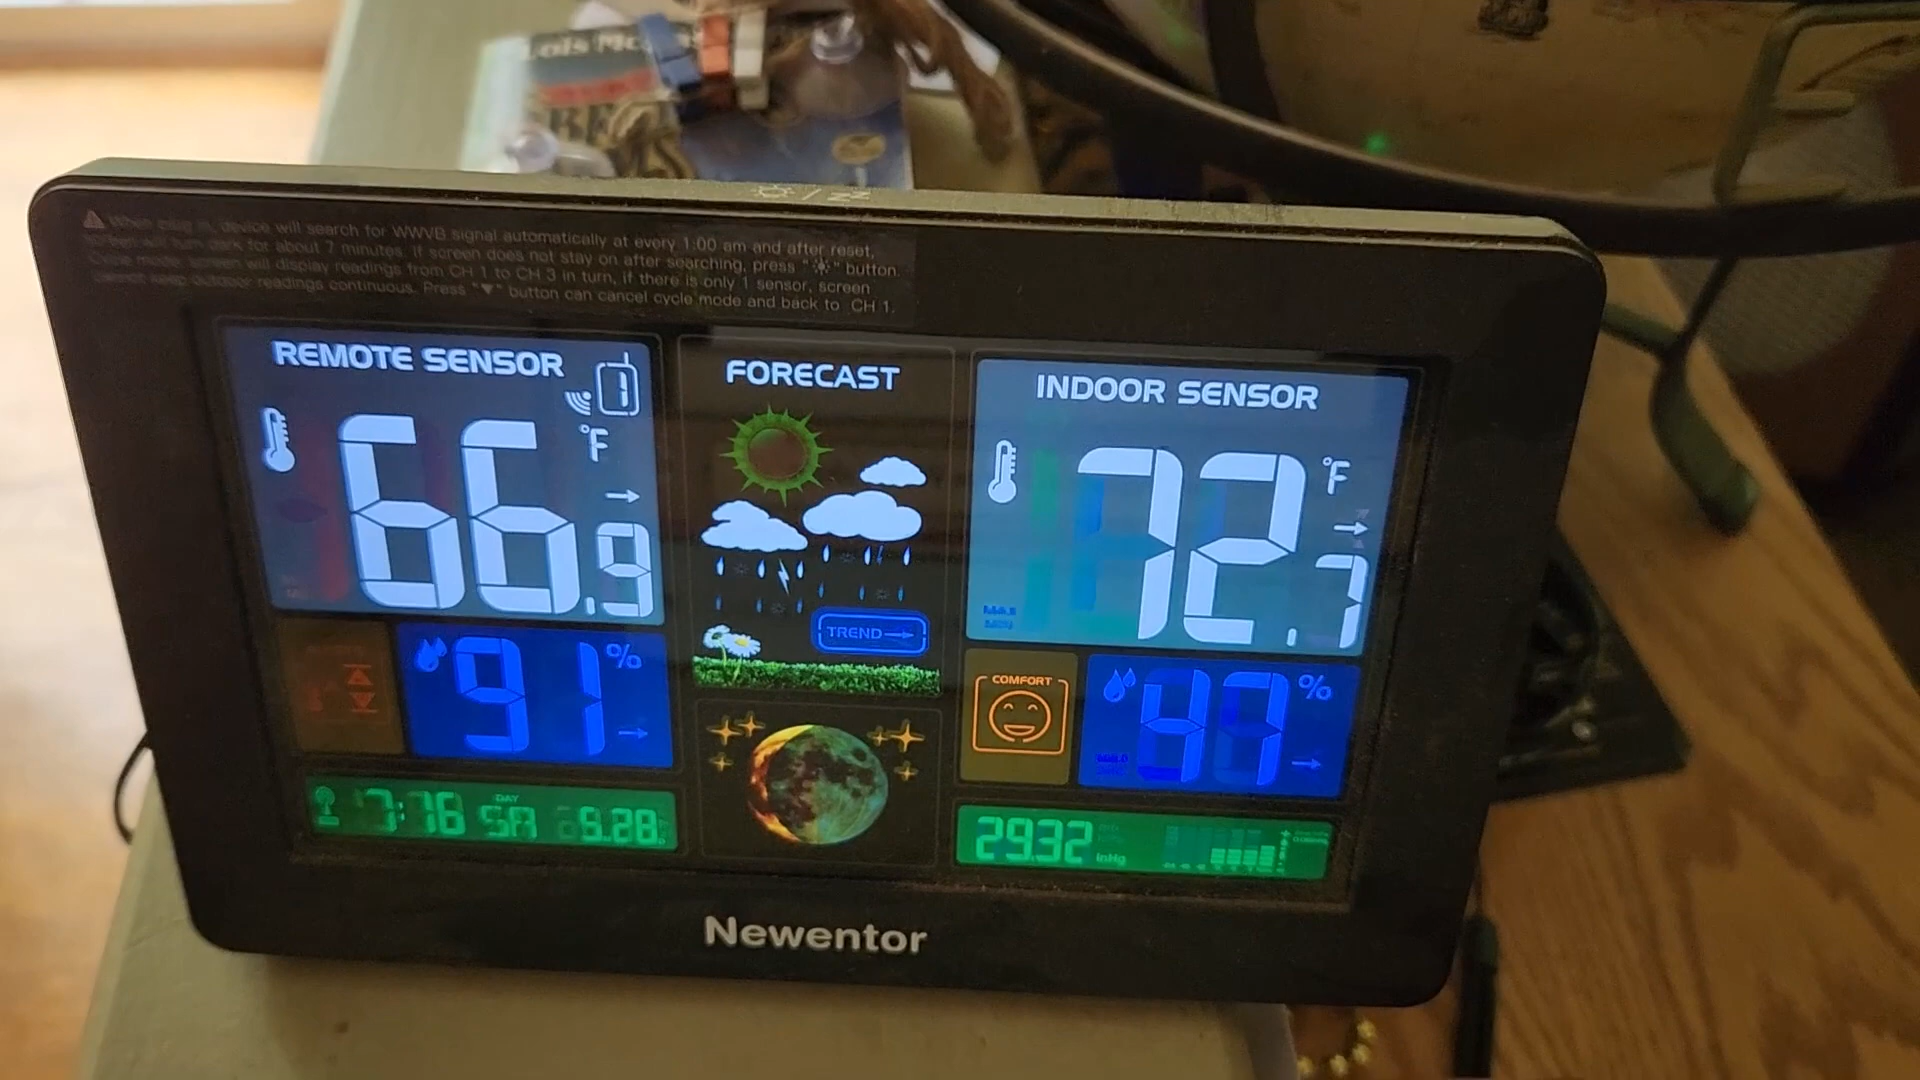 When plug in, device will search for WWVB signal automatically at every 1:00 am and after reset,
screen will turn dark for about 7 minutes. If screen does not stay on after searching, press "☀" button.
Cycle mode: screen will display readings from CH 1 to CH 3 in turn, if there is only 1 sensor, screen
cannot keep outdoor readings continuous. Press "▼" button can cancel cycle mode and back to CH 1.
REMOTE SENSOR
1
66.9 °F
91 %
DAY
7:16 SA 9.28
FORECAST
TREND
INDOOR SENSOR
72.7 °F
COMFORT
47 %
29.32 inHg
Newentor